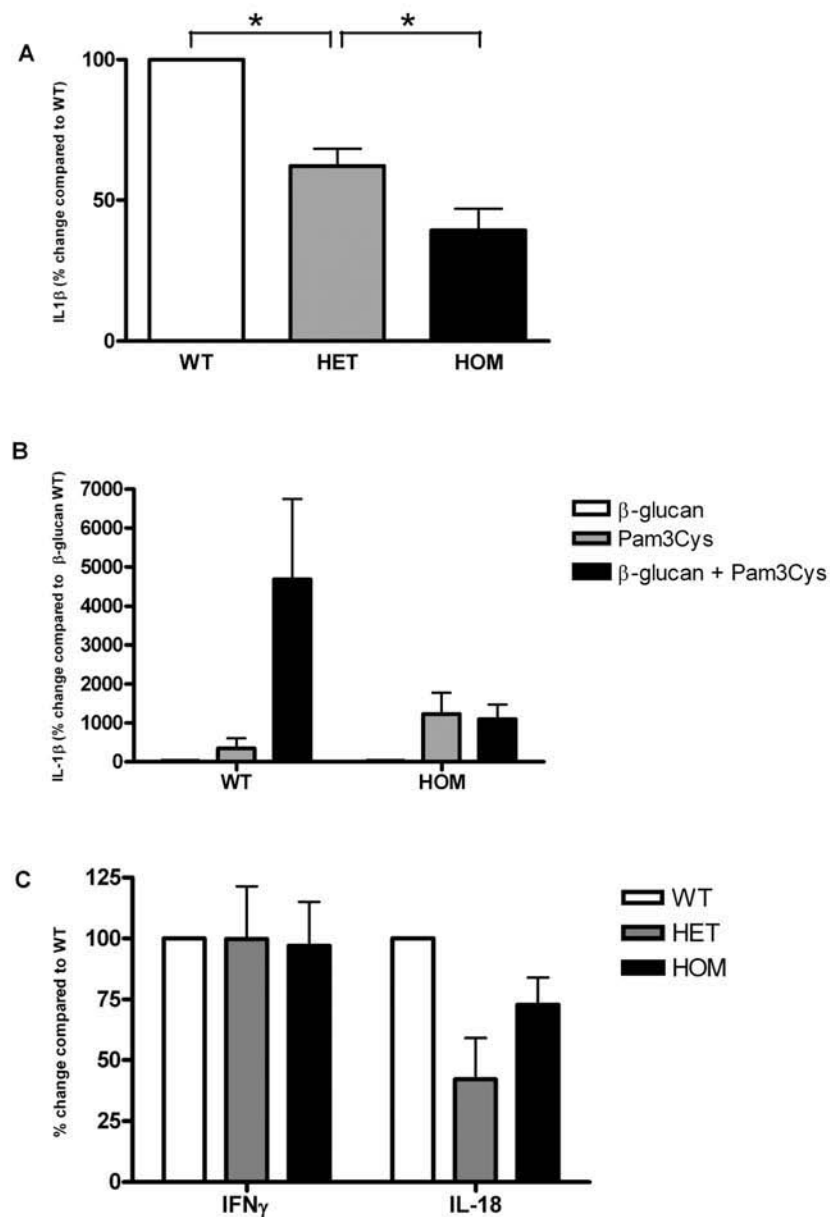 A
* *
IL1β (% change compared to WT)
100
50
0
WT HET HOM
B
IL-1β (% change compared to β-glucan WT)
7000
6000
5000
4000
3000
2000
1000
0
WT HOM
β-glucan
Pam3Cys
β-glucan + Pam3Cys
C
% change compared to WT
125
100
75
50
25
0
IFNγ IL-18
WT
HET
HOM